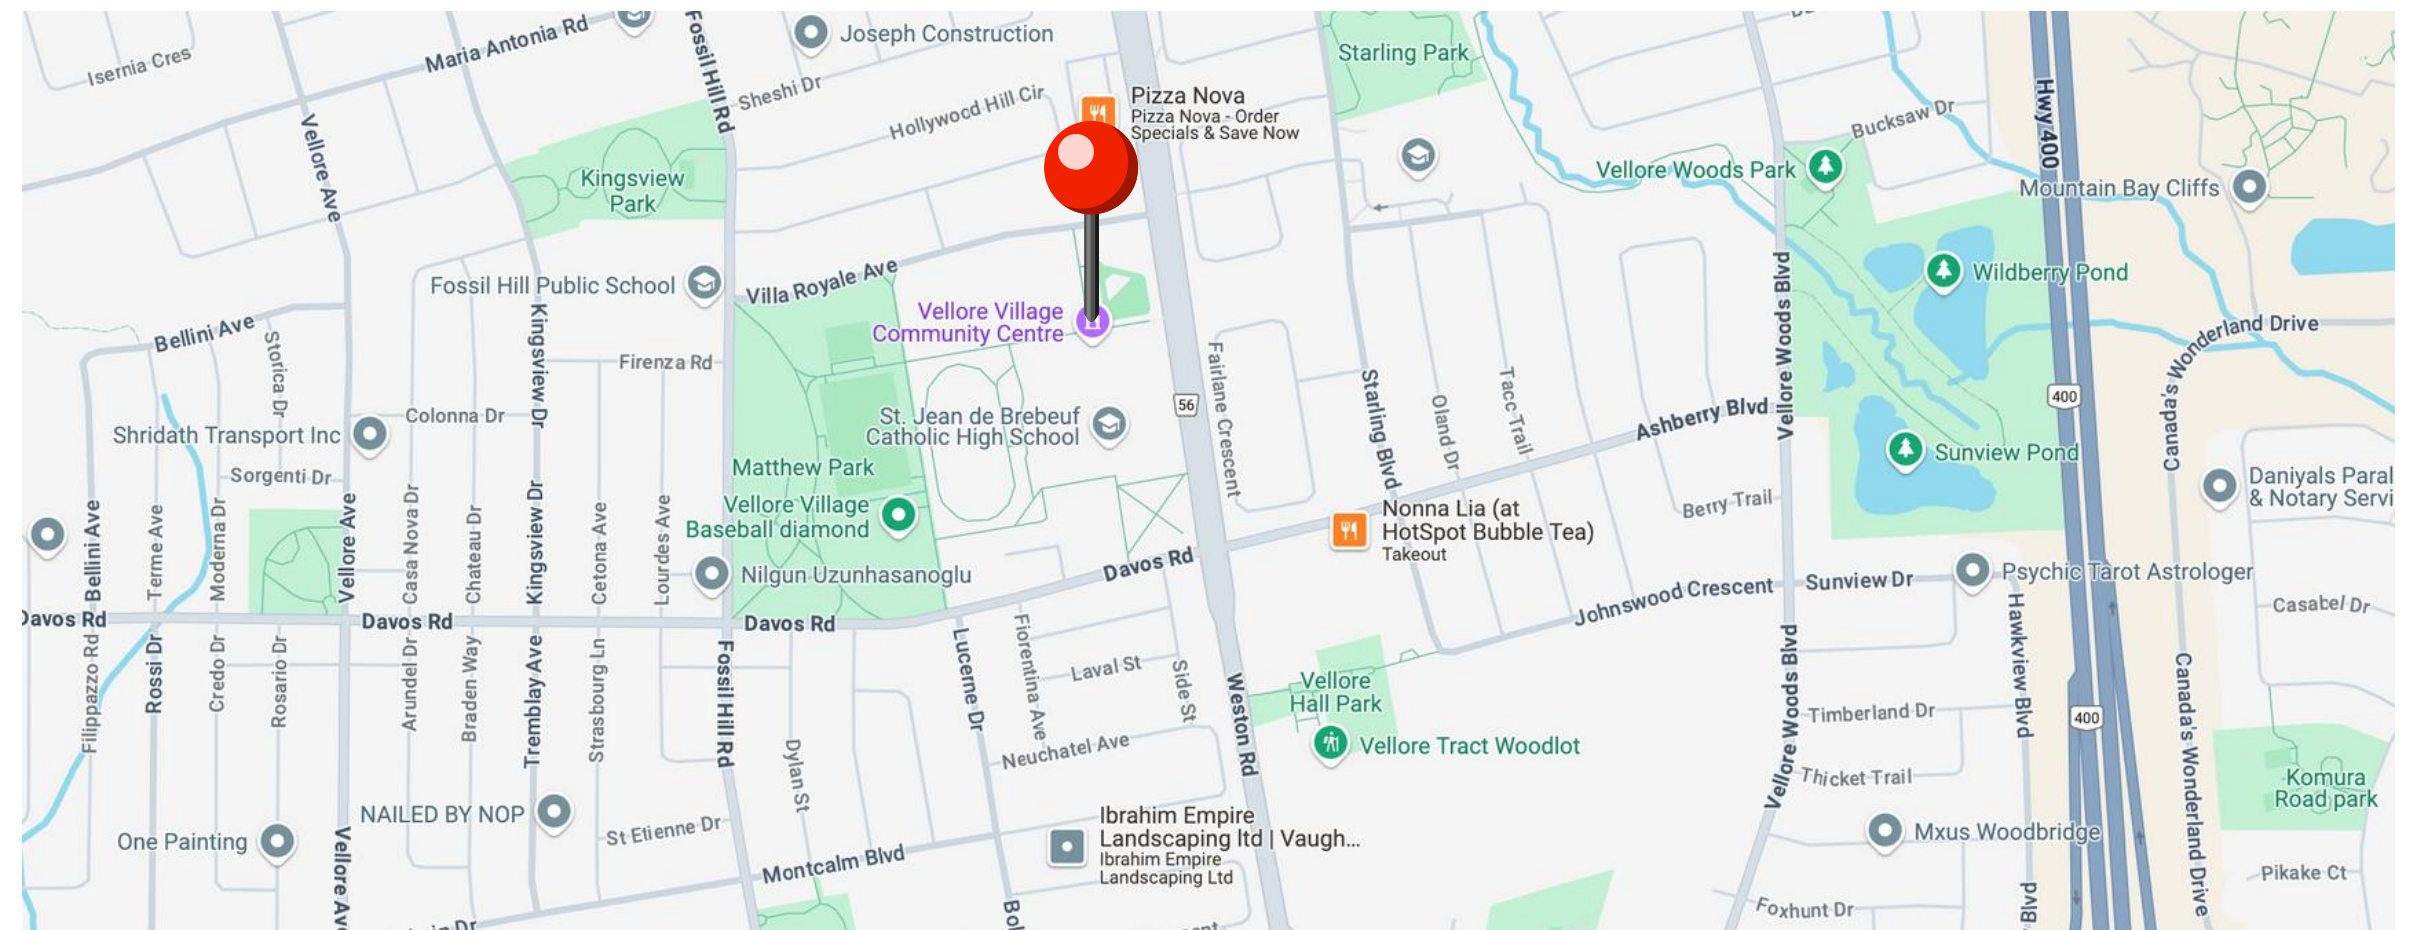 Isernia Cres
Maria Antonia Rd
Fossil Hill Rd
Joseph Construction
Sheshi Dr
Hollywood Hill Cir
Pizza Nova
Pizza Nova - Order
Specials & Save Now
Starling Park
Hwy 400
Bucksaw Dr
Vellore Woods Park
Mountain Bay Cliffs
Vellore Ave
Kingsview
Park
Fossil Hill Public School
Villa Royale Ave
Wildberry Pond
Vellore Village
Community Centre
Bellini Ave
Storica Dr
Kingsview Dr
Firenza Rd
Fairlane Crescent
Starling Blvd
Oland Dr
Tacc Trail
Vellore Woods Blvd
Canada's Wonderland Drive
56
400
Ashberry Blvd
Colonna Dr
Shridath Transport Inc
Sorgenti Dr
St. Jean de Brebeuf
Catholic High School
Matthew Park
Sunview Pond
Daniyals Paral
& Notary Servi
Vellore Village
Baseball diamond
Nonna Lia (at
HotSpot Bubble Tea)
Takeout
Berry Trail
Bellini Ave
Terme Ave
Moderna Dr
Vellore Ave
Casa Nova Dr
Chateau Dr
Kingsview Dr
Cetona Ave
Lourdes Ave
Nilgun Uzunhasanoglu
Davos Rd
Johnswood Crescent
Sunview Dr
Psychic Tarot Astrologer
Casabel Dr
Davos Rd
Davos Rd
Davos Rd
Filippazzo Rd
Rossi Dr
Credo Dr
Rosario Dr
Arundel Dr
Braden Way
Tremblay Ave
Strasbourg Ln
Fossil Hill Rd
Lucerne Dr
Fiorentina Ave
Laval St
Side St
Weston Rd
Vellore
Hall Park
Vellore Tract Woodlot
Vellore Woods Blvd
Hawkview Blvd
Timberland Dr
400
Canada's Wonderland Drive
Neuchatel Ave
Dylan St
Thicket Trail
Komura
Road park
NAILED BY NOP
One Painting
Vellore Ave
St Etienne Dr
Montcalm Blvd
Ibrahim Empire
Landscaping ltd | Vaugh...
Ibrahim Empire
Landscaping Ltd
Mxus Woodbridge
Pikake Ct
Foxhunt Dr
Blvd
Bol